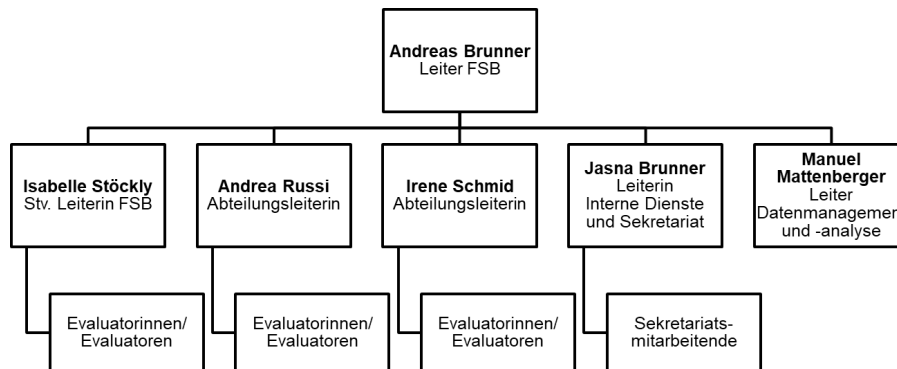 Andreas Brunner
Leiter FSB
Isabelle Stöckly
Stv. Leiterin FSB
Andrea Russi
Abteilungsleiterin
Irene Schmid
Abteilungsleiterin
Jasna Brunner
Leiterin
Interne Dienste
und Sekretariat
Manuel
Mattenberger
Leiter
Datenmanagemen
und -analyse
Evaluatorinnen/
Evaluatoren
Evaluatorinnen/
Evaluatoren
Evaluatorinnen/
Evaluatoren
Sekretariats-
mitarbeitende